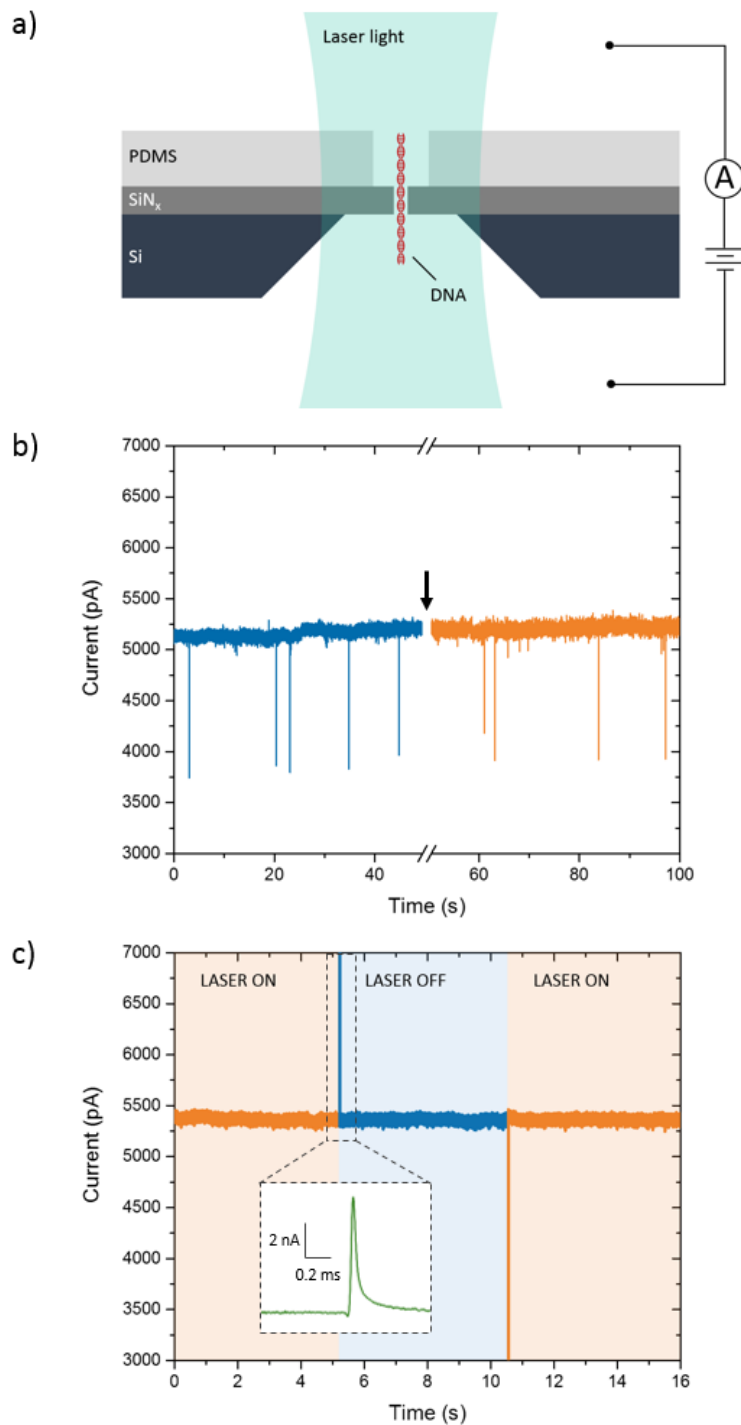 a)
Laser light
PDMS
SiNx
Si
DNA
A
b)
7000
6500
6000
5500
5000
4500
4000
3500
3000
Current (pA)
0 20 40 60 80 100
Time (s)
c)
7000
6500
6000
5500
5000
4500
4000
3500
3000
Current (pA)
LASER ON LASER OFF LASER ON
2 nA
0.2 ms
0 2 4 6 8 10 12 14 16
Time (s)